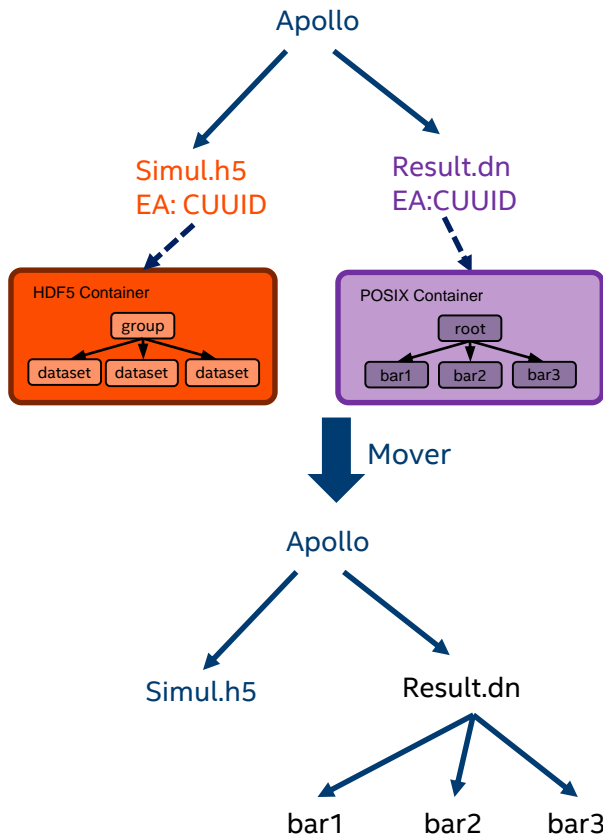 Apollo
Simul.h5
EA: CUUID
Result.dn
EA:CUUID
HDF5 Container
group
dataset
dataset
dataset
POSIX Container
root
bar1
bar2
bar3
Mover
Apollo
Simul.h5
Result.dn
bar1
bar2
bar3